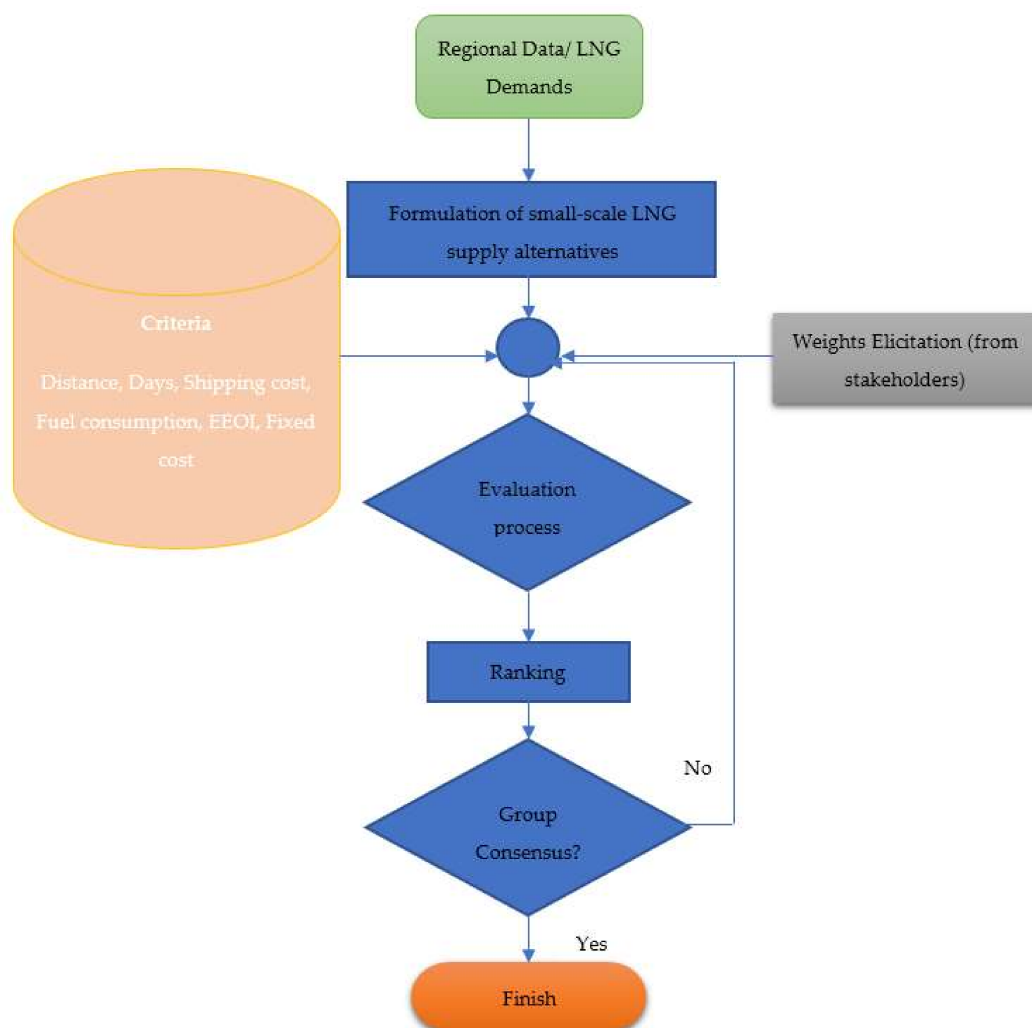 Regional Data/ LNG
Demands
Formulation of small-scale LNG
supply alternatives
Criteria
Distance, Days, Shipping cost,
Fuel consumption, EEOI, Fixed
cost
Weights Elicitation (from
stakeholders)
Evaluation
process
Ranking
No
Group
Consensus?
Yes
Finish